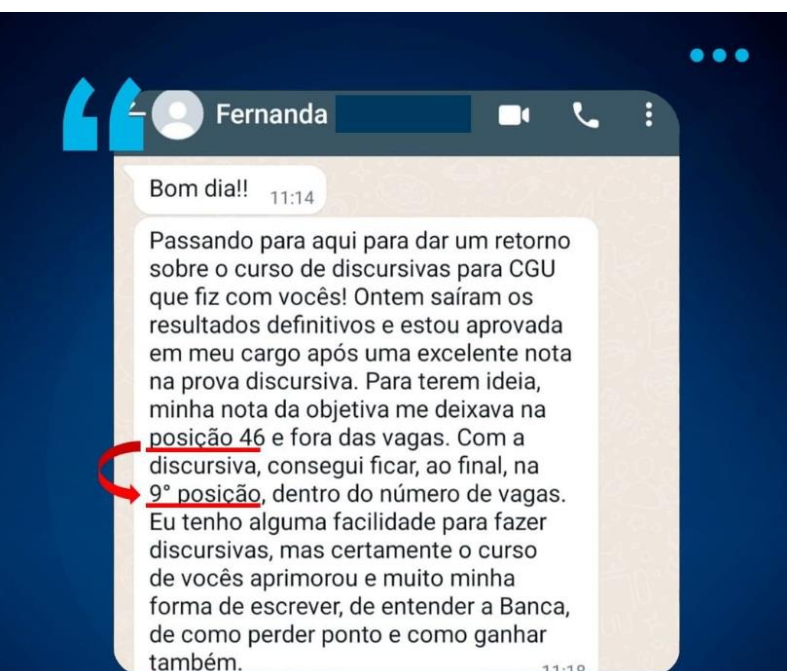 Fernanda
Bom dia!!
11:14
Passando para aqui para dar um retorno
sobre o curso de discursivas para CGU
que fiz com vocês! Ontem saíram os
resultados definitivos e estou aprovada
em meu cargo após uma excelente nota
na prova discursiva. Para terem ideia,
minha nota da objetiva me deixava na
posição 46 e fora das vagas. Com a
discursiva, consegui ficar, ao final, na
9° posição, dentro do número de vagas.
Eu tenho alguma facilidade para fazer
discursivas, mas certamente o curso
de vocês aprimorou e muito minha
forma de escrever, de entender a Banca,
de como perder ponto e como ganhar
também.
11:18